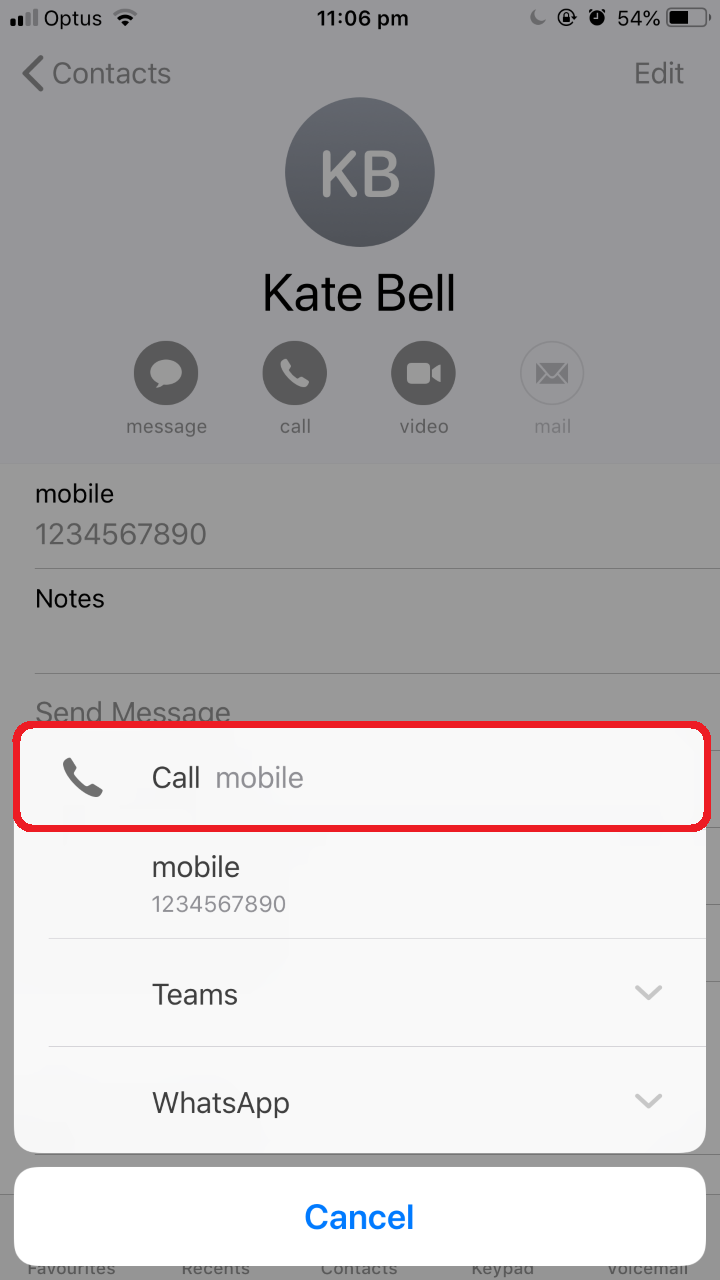 Optus 11:06 pm 54%
Contacts Edit
KB
Kate Bell
message call video mail
mobile
1234567890
Notes
Send Message
Call mobile
mobile
1234567890
Teams
WhatsApp
Cancel
Favourites Recents Contacts Keypad Voicemail